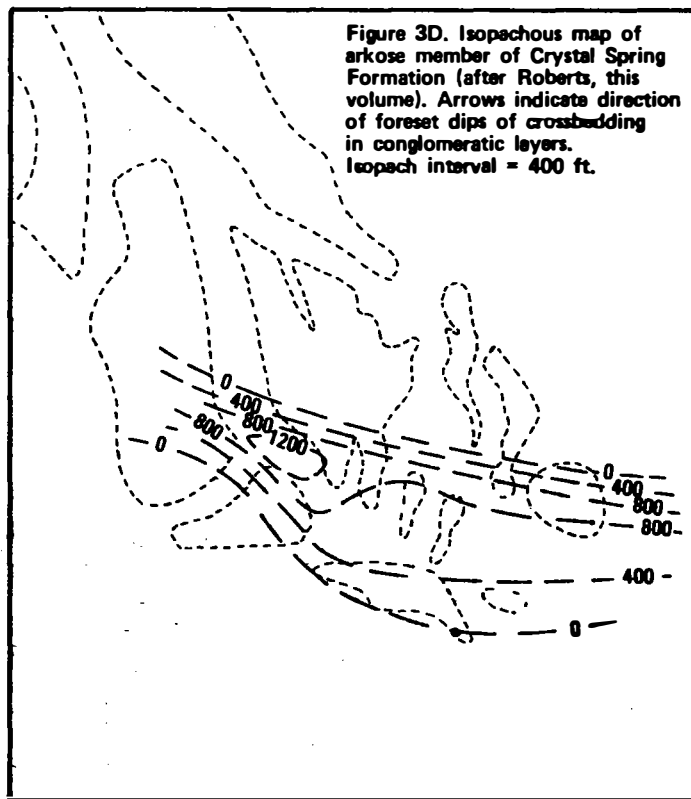 Figure 3D. Isopachous map of
arkose member of Crystal Spring
Formation (after Roberts, this
volume). Arrows indicate direction
of foreset dips of crossbedding
in conglomeratic layers.
Isopach interval = 400 ft.
0
400
800
1200
800
0
0
400
800
800
400
0